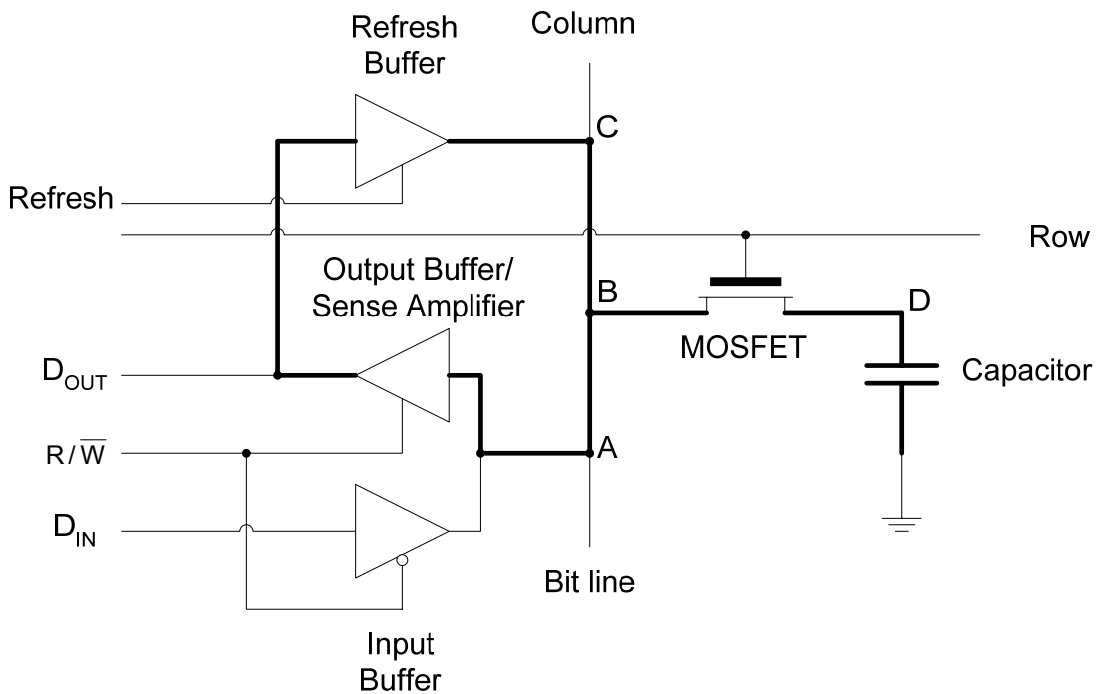 Refresh
Buffer
Column
C
Refresh
Row
Output Buffer/
Sense Amplifier
B
D
MOSFET
D_OUT
Capacitor
R/W̅
A
D_IN
Bit line
Input
Buffer